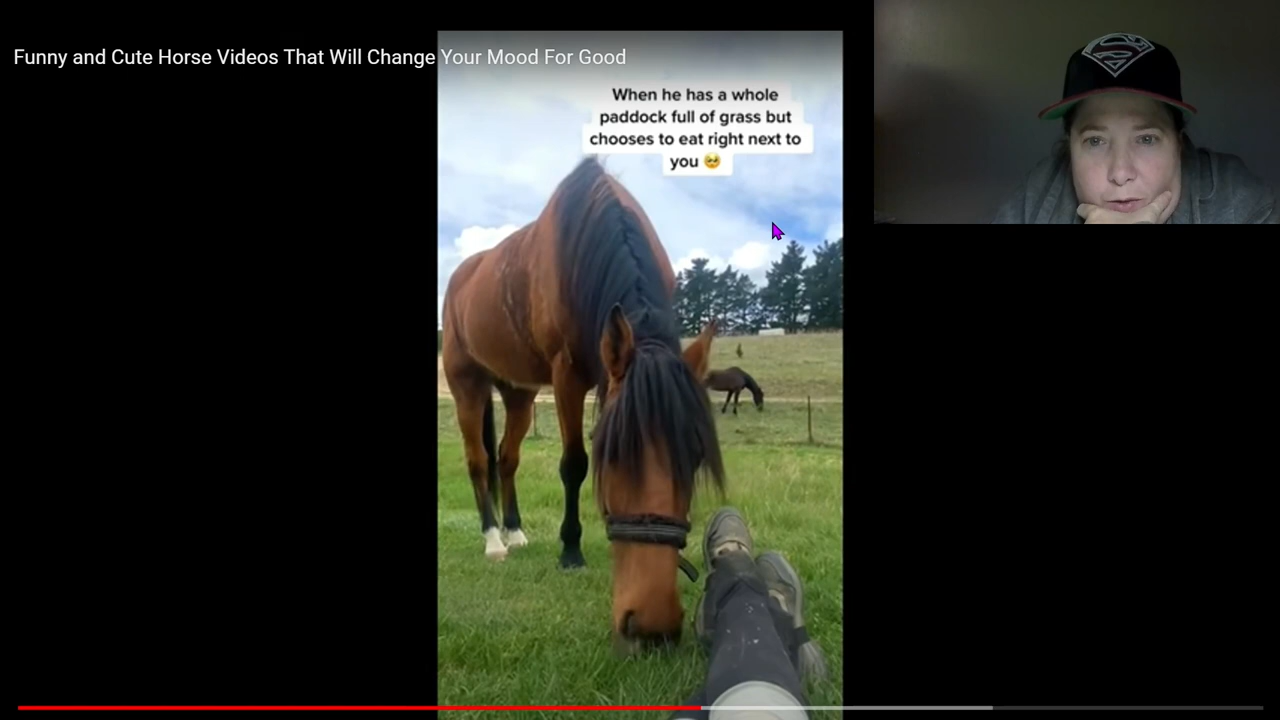 Funny and Cute Horse Videos That Will Change Your Mood For Good
When he has a whole
paddock full of grass but
chooses to eat right next to
you 🥹